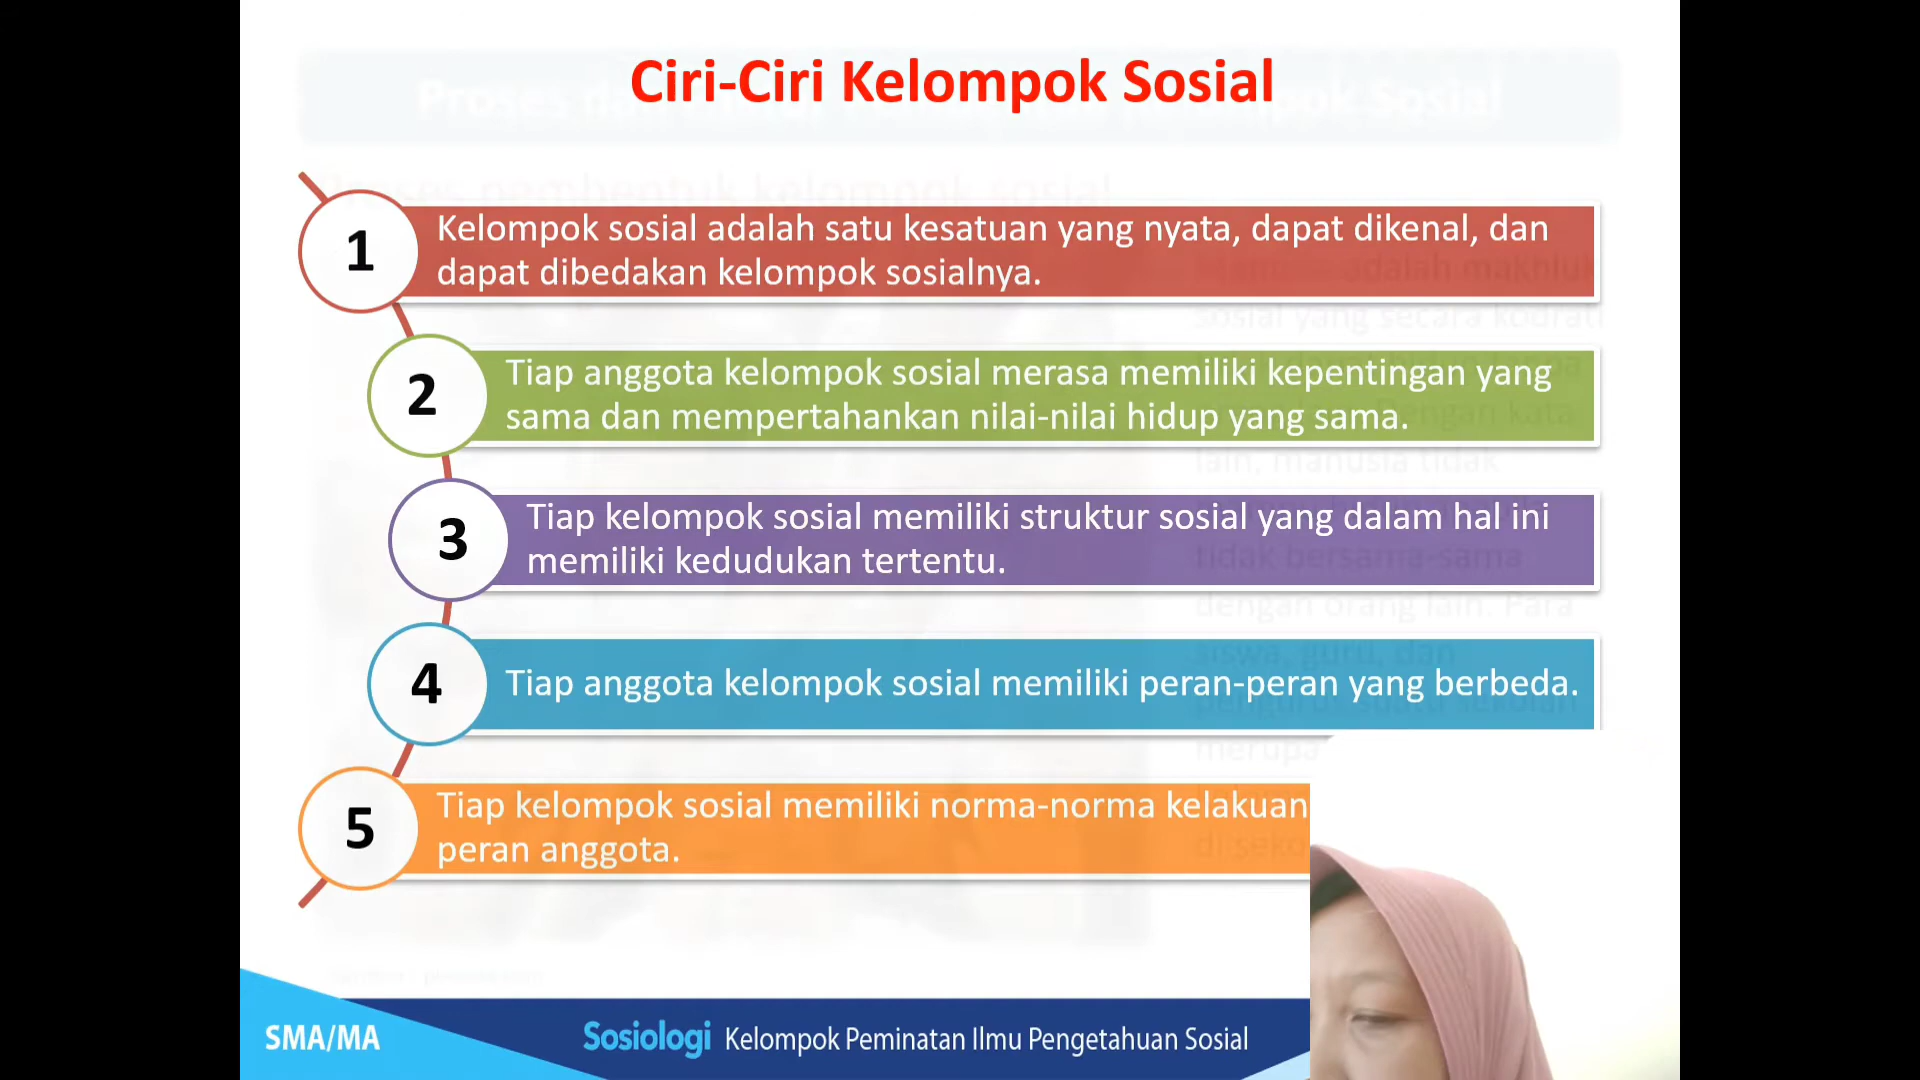 Ciri-Ciri Kelompok Sosial
1
Kelompok sosial adalah satu kesatuan yang nyata, dapat dikenal, dan
dapat dibedakan kelompok sosialnya.
2
Tiap anggota kelompok sosial merasa memiliki kepentingan yang
sama dan mempertahankan nilai-nilai hidup yang sama.
3
Tiap kelompok sosial memiliki struktur sosial yang dalam hal ini
memiliki kedudukan tertentu.
4
Tiap anggota kelompok sosial memiliki peran-peran yang berbeda.
5
Tiap kelompok sosial memiliki norma-norma kelakuan
peran anggota.
SMA/MA
Sosiologi Kelompok Peminatan Ilmu Pengetahuan Sosial